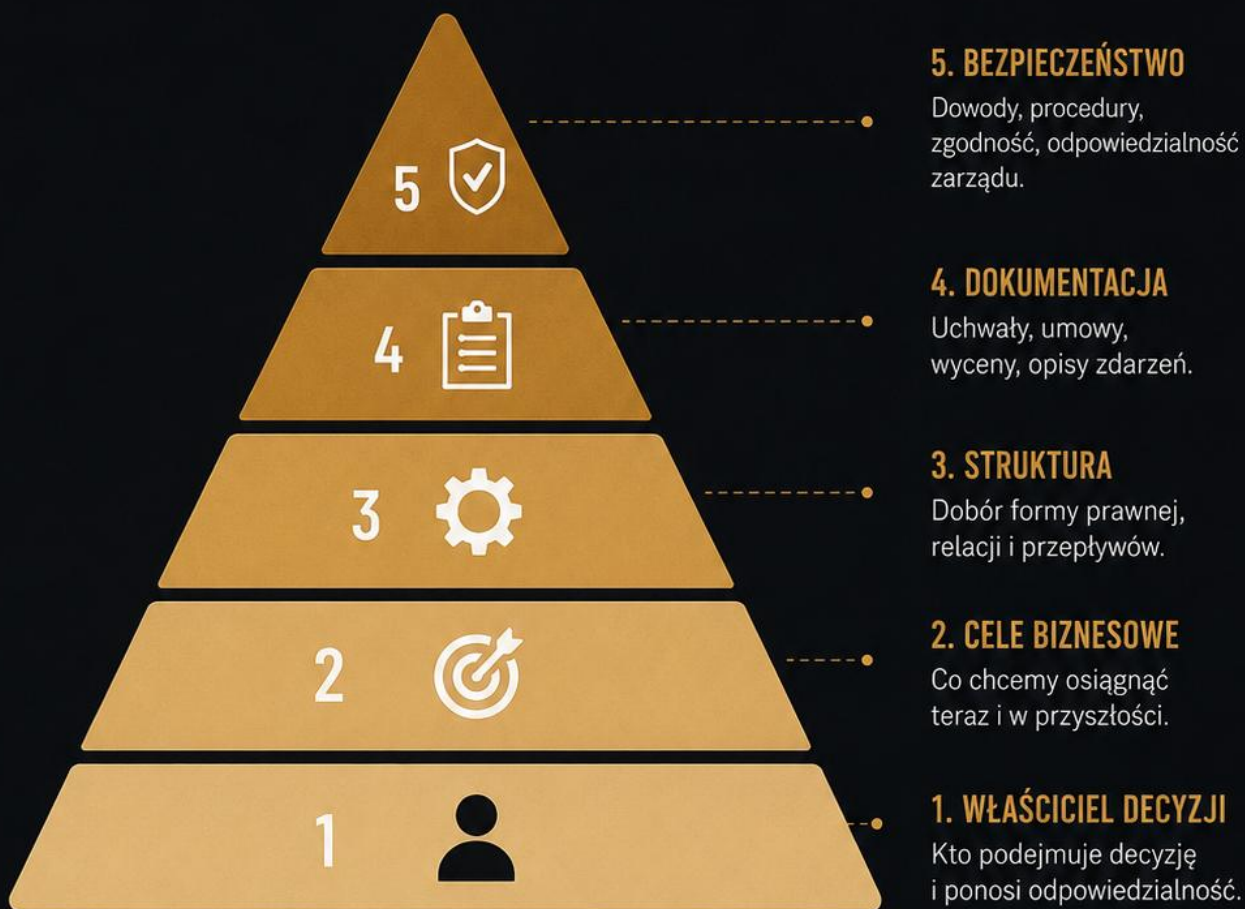 5
5. BEZPIECZEŃSTWO
Dowody, procedury,
zgodność, odpowiedzialność
zarządu.
4
4. DOKUMENTACJA
Uchwały, umowy,
wyceny, opisy zdarzeń.
3
3. STRUKTURA
Dobór formy prawnej,
relacji i przepływów.
2
2. CELE BIZNESOWE
Co chcemy osiągnąć
teraz i w przyszłości.
1
1. WŁAŚCICIEL DECYZJI
Kto podejmuje decyzję
i ponosi odpowiedzialność.